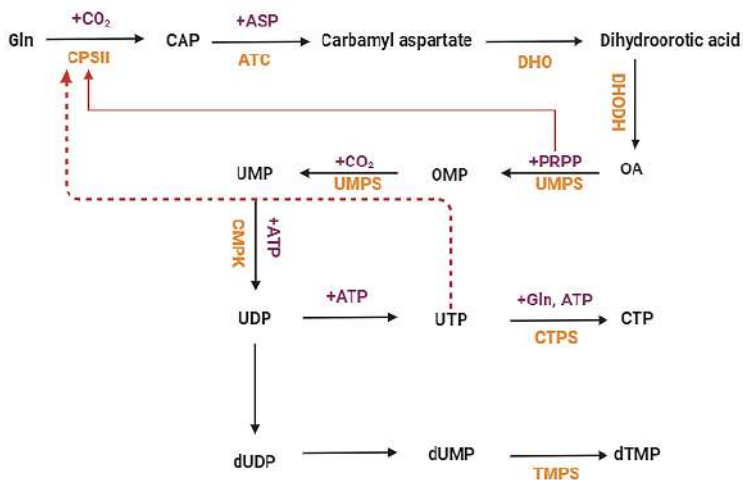 +CO₂ +ASP
Gln CAP Carbamyl aspartate Dihydroorotic acid
CPSII ATC DHO
DHODH
+CO₂ +PRPP
UMP OMP OA
UMPS UMPS
CMPK +ATP
+ATP +Gln, ATP
UDP UTP CTP
CTPS
dUDP dUMP dTMP
TMPS